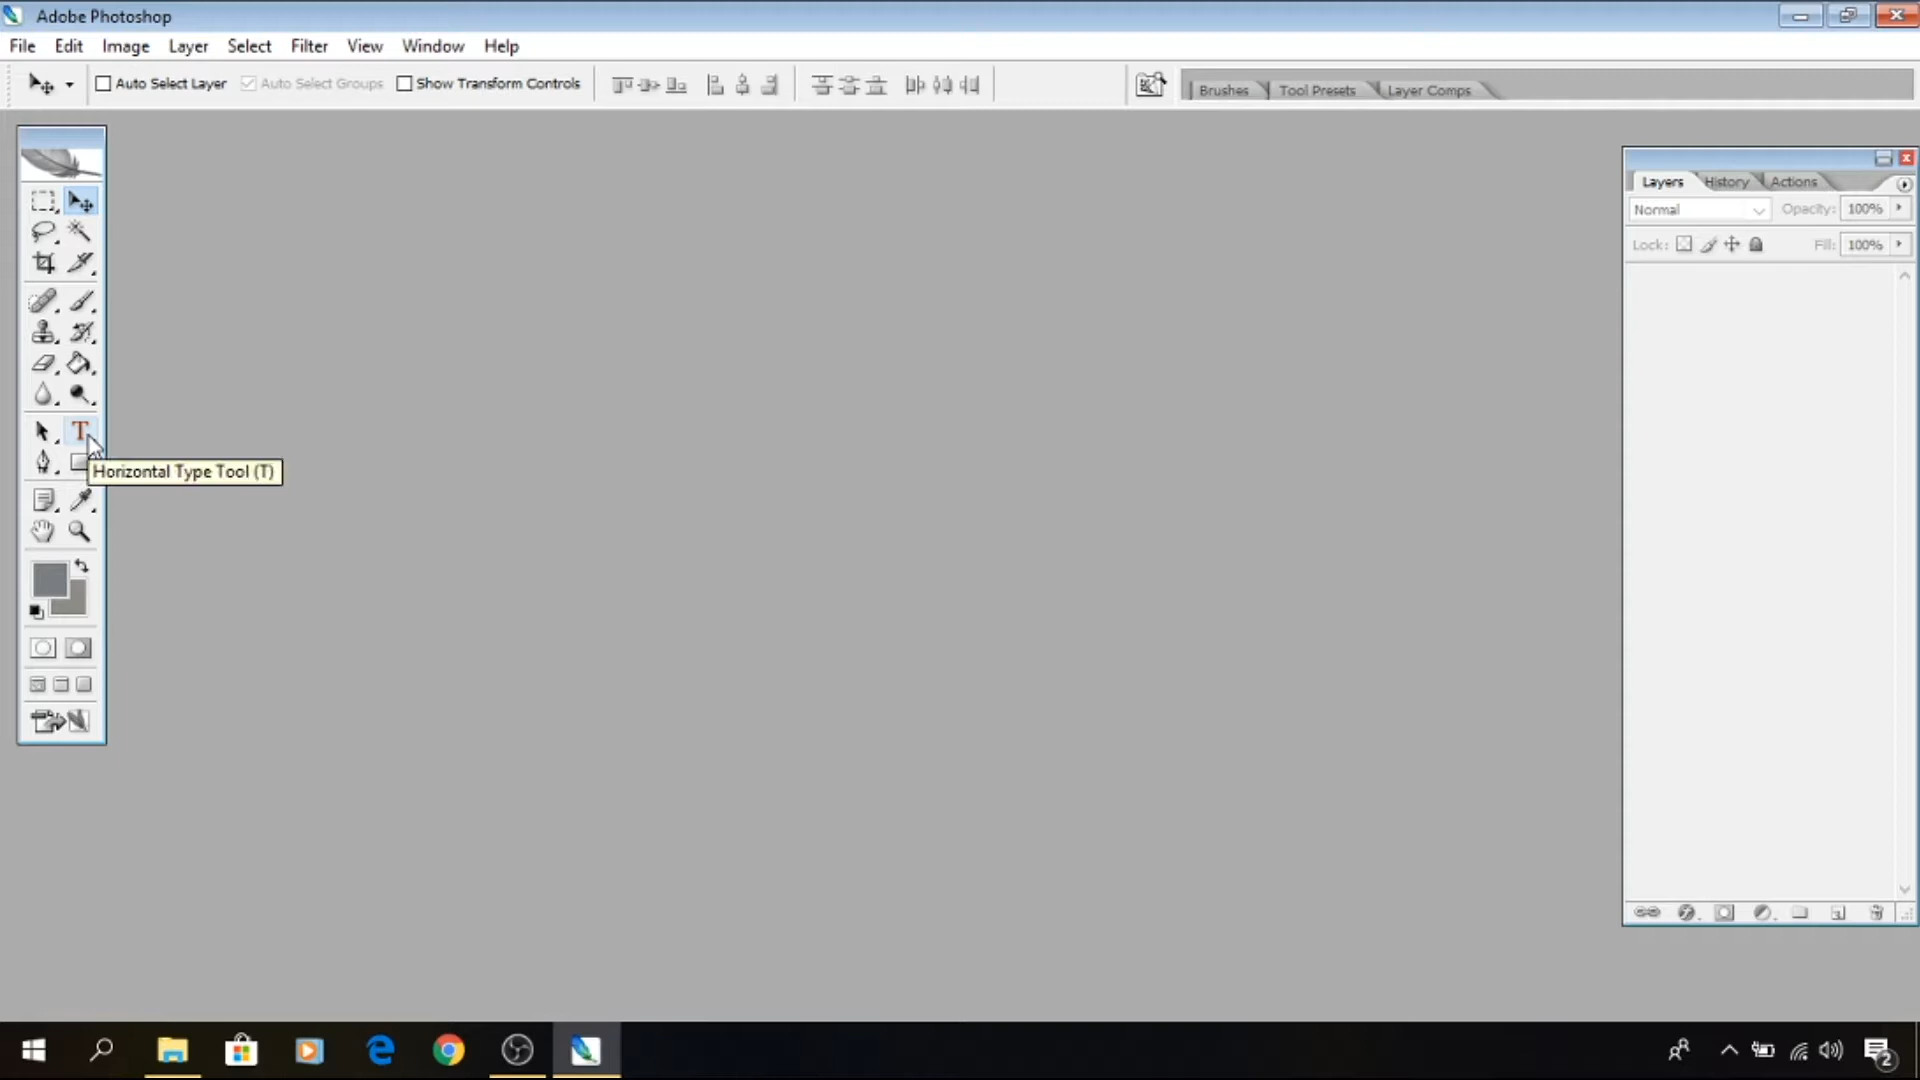 Adobe Photoshop
File Edit Image Layer Select Filter View Window Help
Auto Select Layer Auto Select Groups Show Transform Controls Brushes Tool Presets Layer Comps
Layers History Actions
Normal Opacity: 100%
Lock: Fill: 100%
T
Horizontal Type Tool (T)
2